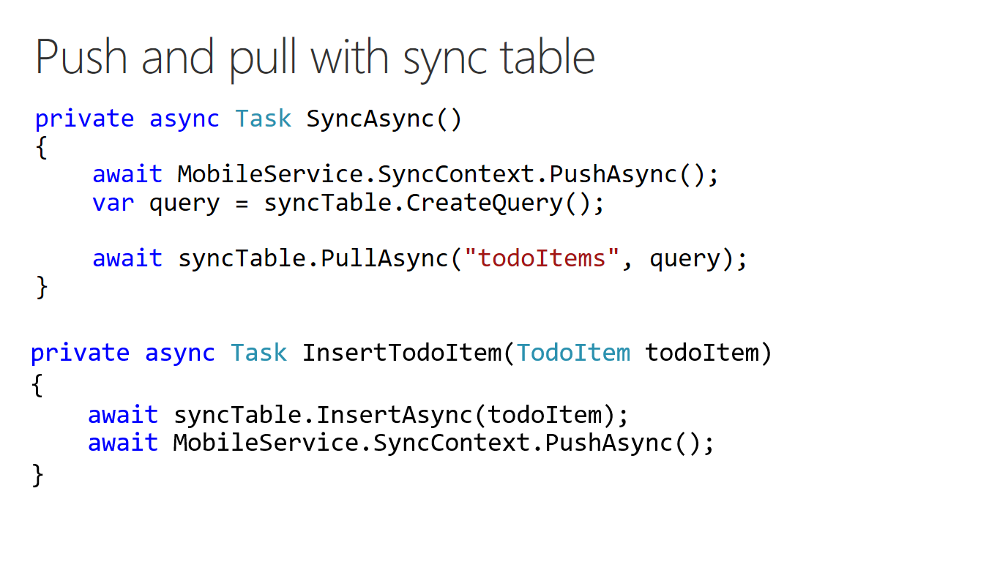 Push and pull with sync table
private async Task SyncAsync()
{
    await MobileService.SyncContext.PushAsync();
    var query = syncTable.CreateQuery();
    await syncTable.PullAsync("todoItems", query);
}
private async Task InsertTodoItem(TodoItem todoItem)
{
    await syncTable.InsertAsync(todoItem);
    await MobileService.SyncContext.PushAsync();
}